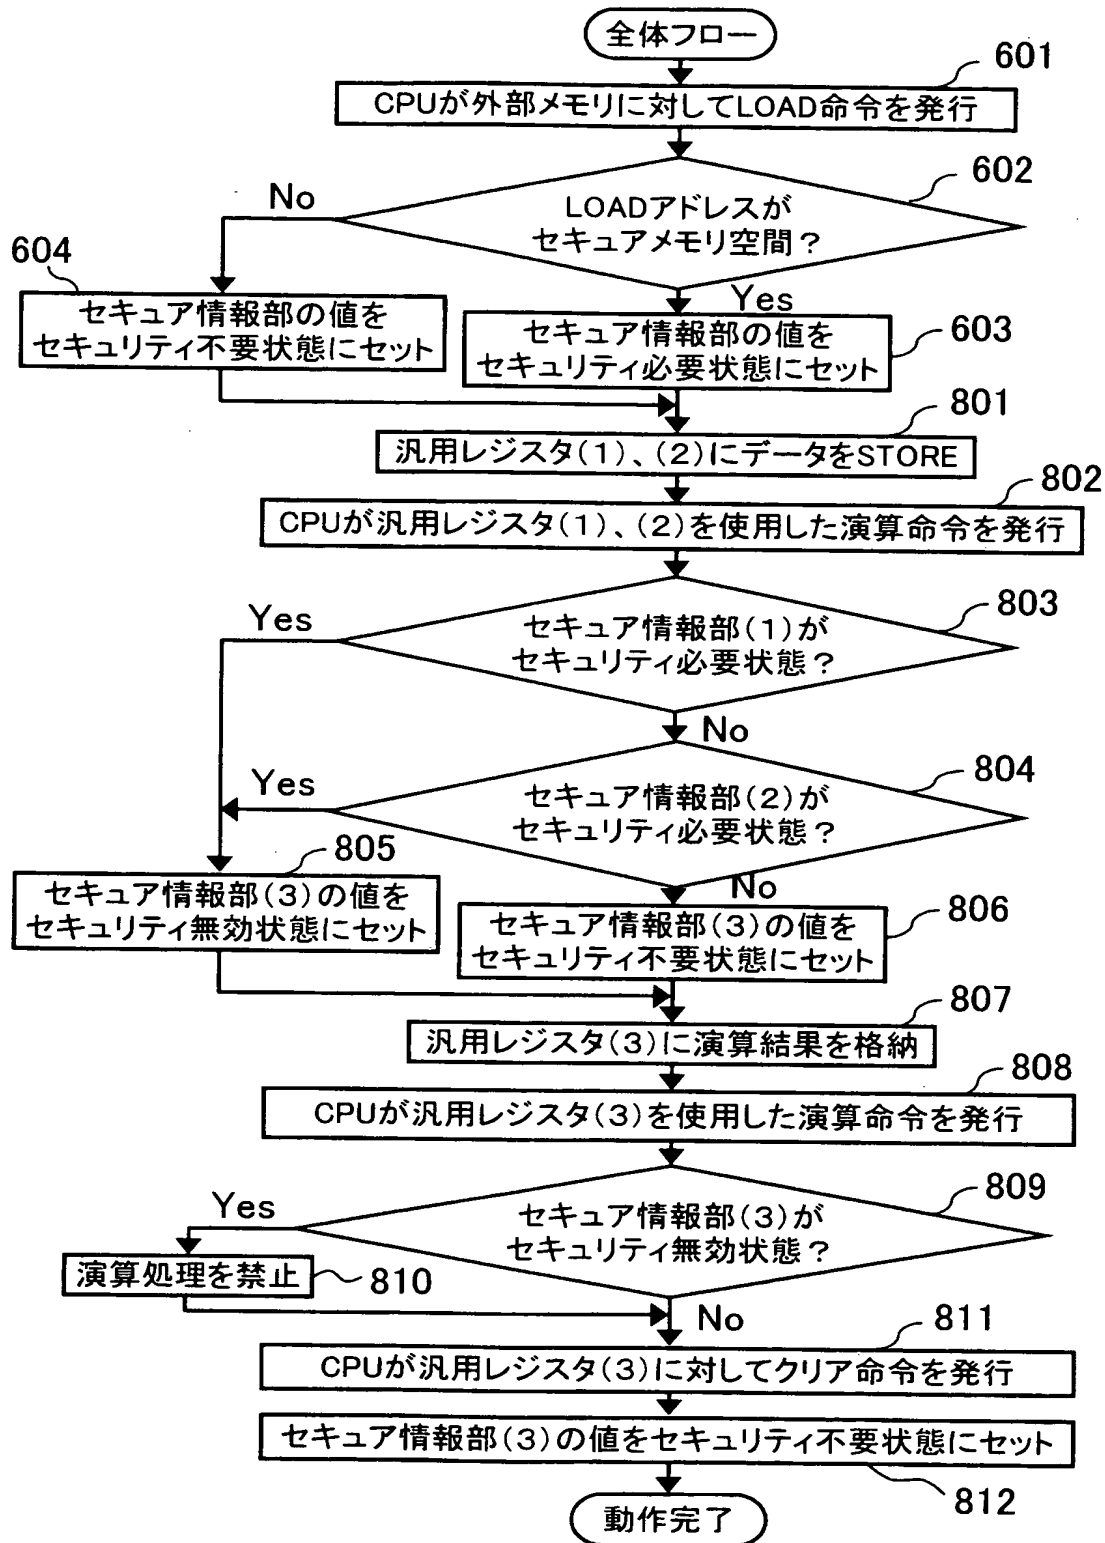 全体フロー
601
CPUが外部メモリに対してLOAD命令を発行
602
No
LOADアドレスが
セキュアメモリ空間?
604
Yes
セキュア情報部の値を
セキュリティ不要状態にセット
セキュア情報部の値を
セキュリティ必要状態にセット
603
801
汎用レジスタ(1)、(2)にデータをSTORE
802
CPUが汎用レジスタ(1)、(2)を使用した演算命令を発行
803
Yes
セキュア情報部(1)が
セキュリティ必要状態?
No
804
Yes
セキュア情報部(2)が
セキュリティ必要状態?
805
No
セキュア情報部(3)の値を
セキュリティ無効状態にセット
セキュア情報部(3)の値を
セキュリティ不要状態にセット
806
807
汎用レジスタ(3)に演算結果を格納
808
CPUが汎用レジスタ(3)を使用した演算命令を発行
809
Yes
セキュア情報部(3)が
セキュリティ無効状態?
演算処理を禁止
810
No
811
CPUが汎用レジスタ(3)に対してクリア命令を発行
セキュア情報部(3)の値をセキュリティ不要状態にセット
812
動作完了